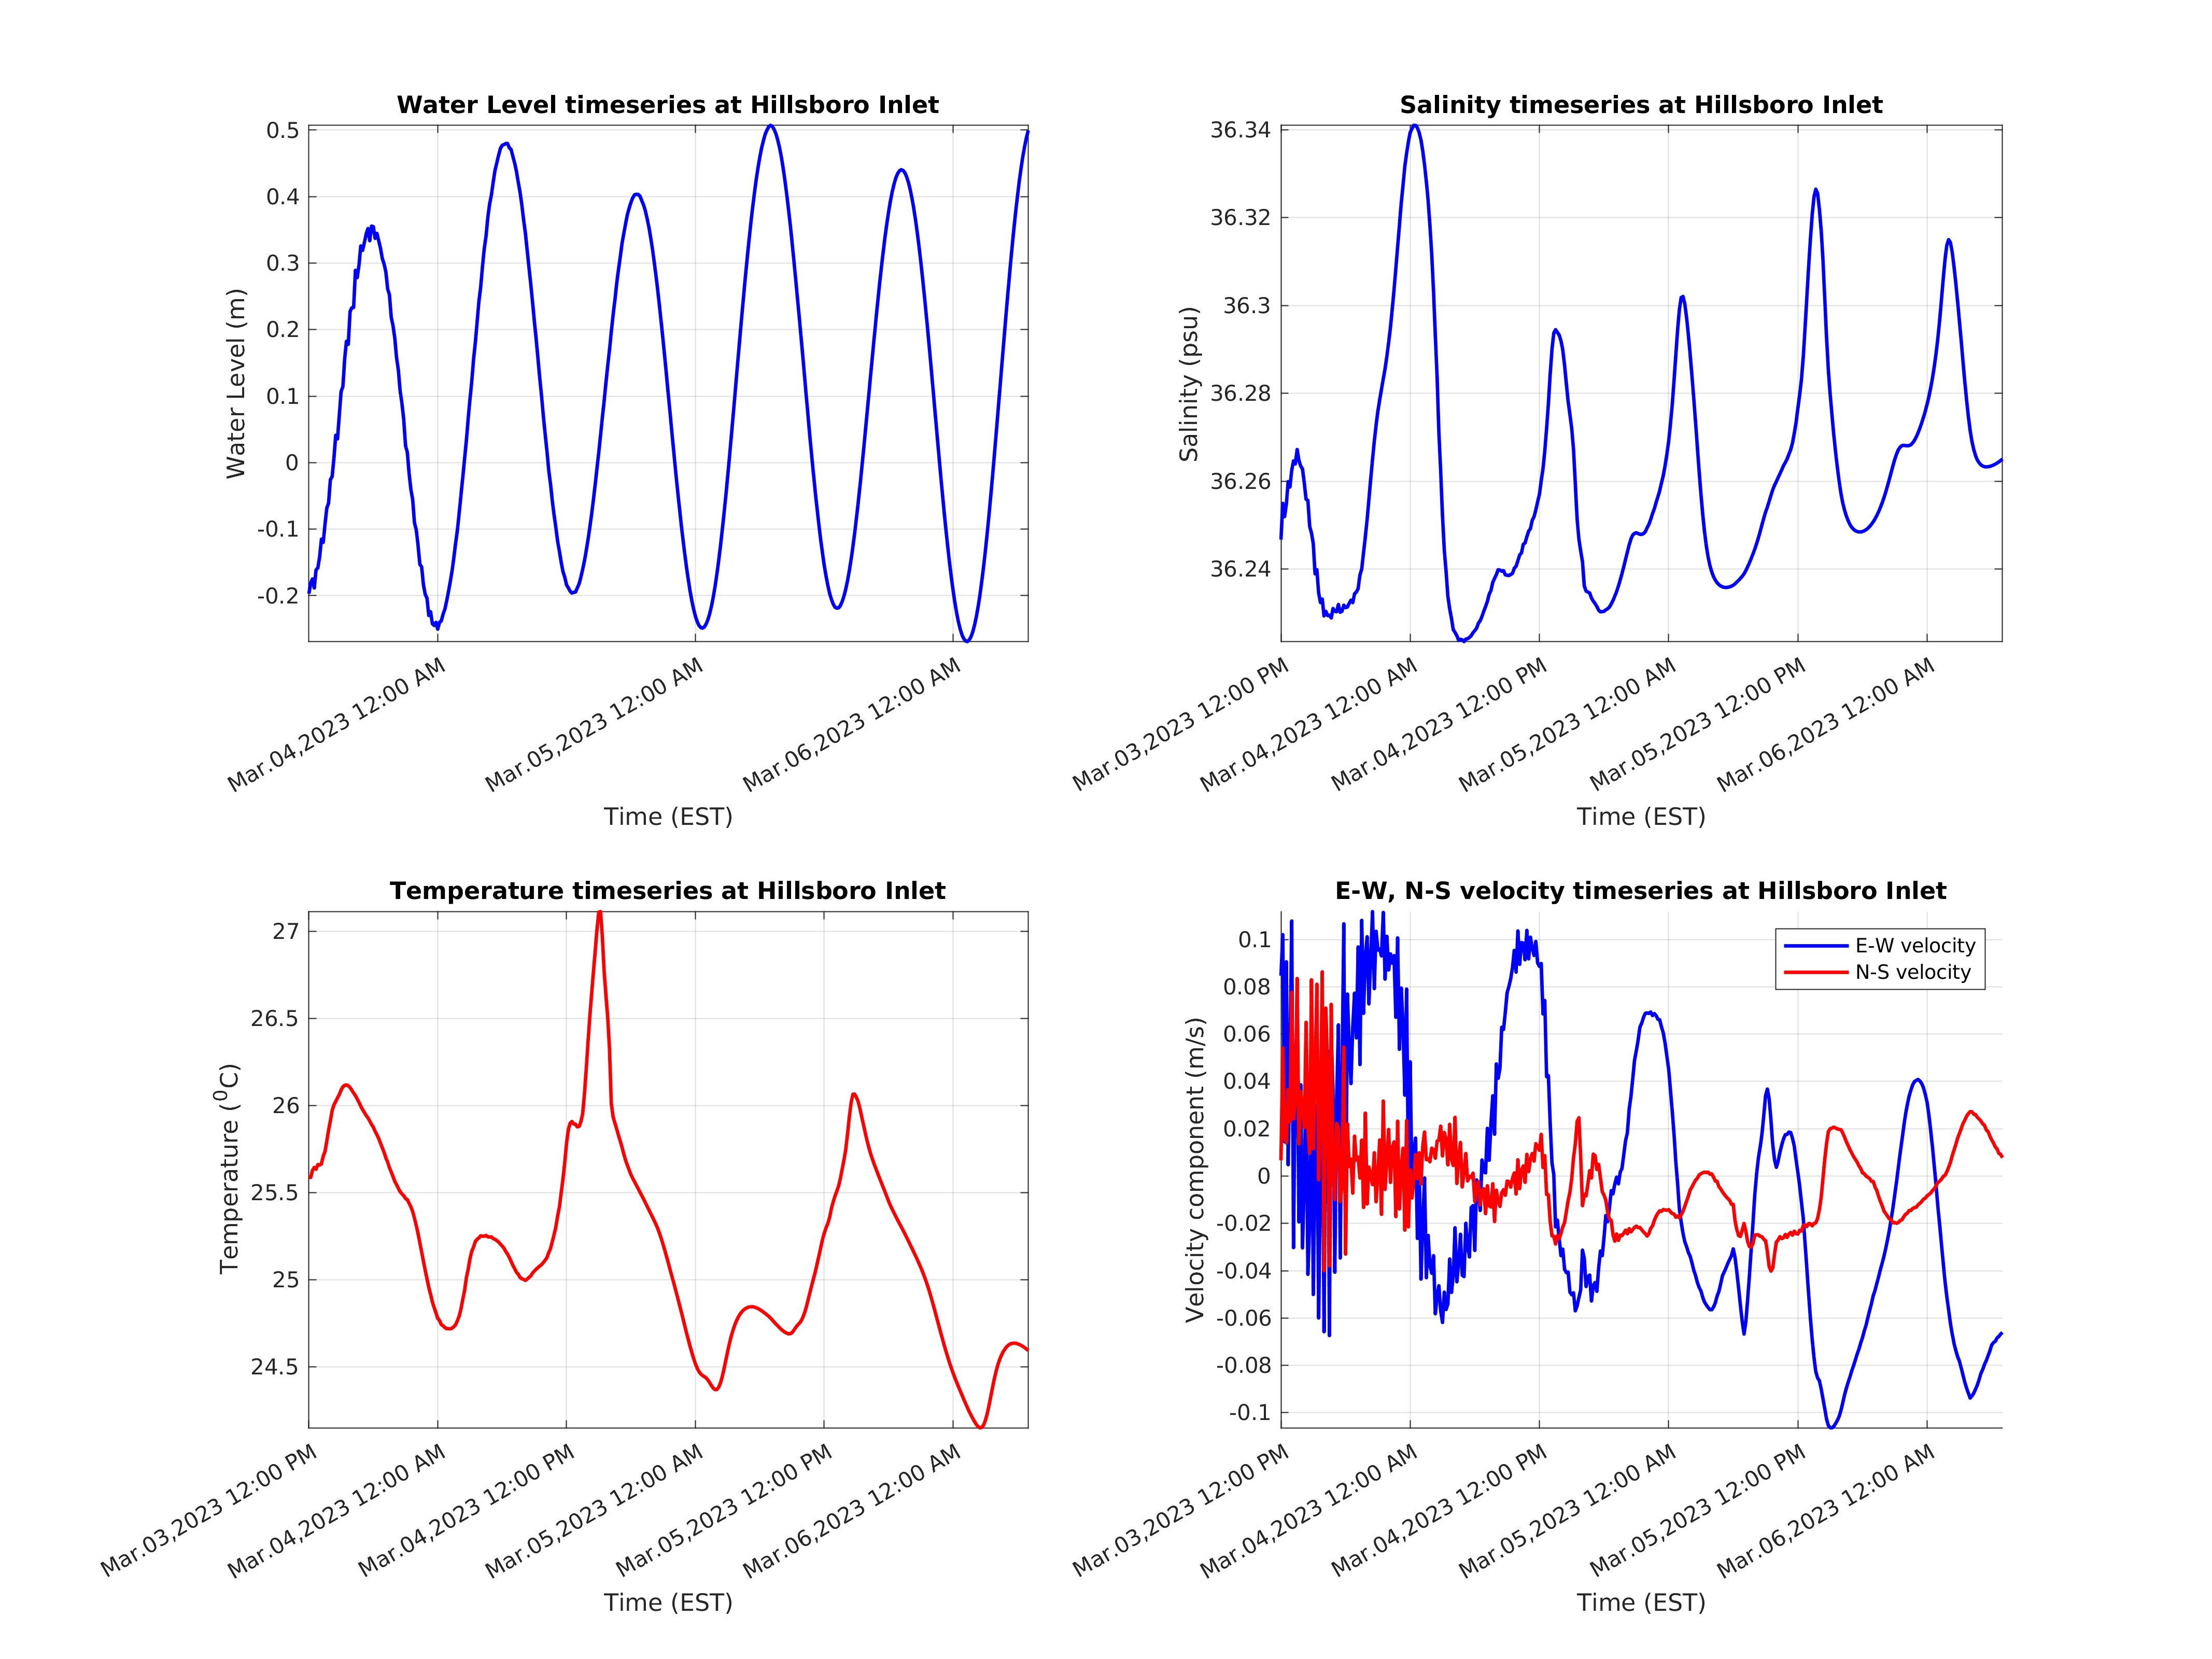 Water Level timeseries at Hillsboro Inlet
Water Level (m)
0.5
0.4
0.3
0.2
0.1
0
-0.1
-0.2
Mar.04,2023 12:00 AM
Mar.05,2023 12:00 AM
Mar.06,2023 12:00 AM
Time (EST)
Salinity timeseries at Hillsboro Inlet
Salinity (psu)
36.34
36.32
36.3
36.28
36.26
36.24
Mar.03,2023 12:00 PM
Mar.04,2023 12:00 AM
Mar.04,2023 12:00 PM
Mar.05,2023 12:00 AM
Mar.05,2023 12:00 PM
Mar.06,2023 12:00 AM
Time (EST)
Temperature timeseries at Hillsboro Inlet
Temperature (⁰C)
27
26.5
26
25.5
25
24.5
Mar.03,2023 12:00 PM
Mar.04,2023 12:00 AM
Mar.04,2023 12:00 PM
Mar.05,2023 12:00 AM
Mar.05,2023 12:00 PM
Mar.06,2023 12:00 AM
Time (EST)
E-W, N-S velocity timeseries at Hillsboro Inlet
Velocity component (m/s)
0.1
0.08
0.06
0.04
0.02
0
-0.02
-0.04
-0.06
-0.08
-0.1
E-W velocity
N-S velocity
Mar.03,2023 12:00 PM
Mar.04,2023 12:00 AM
Mar.04,2023 12:00 PM
Mar.05,2023 12:00 AM
Mar.05,2023 12:00 PM
Mar.06,2023 12:00 AM
Time (EST)